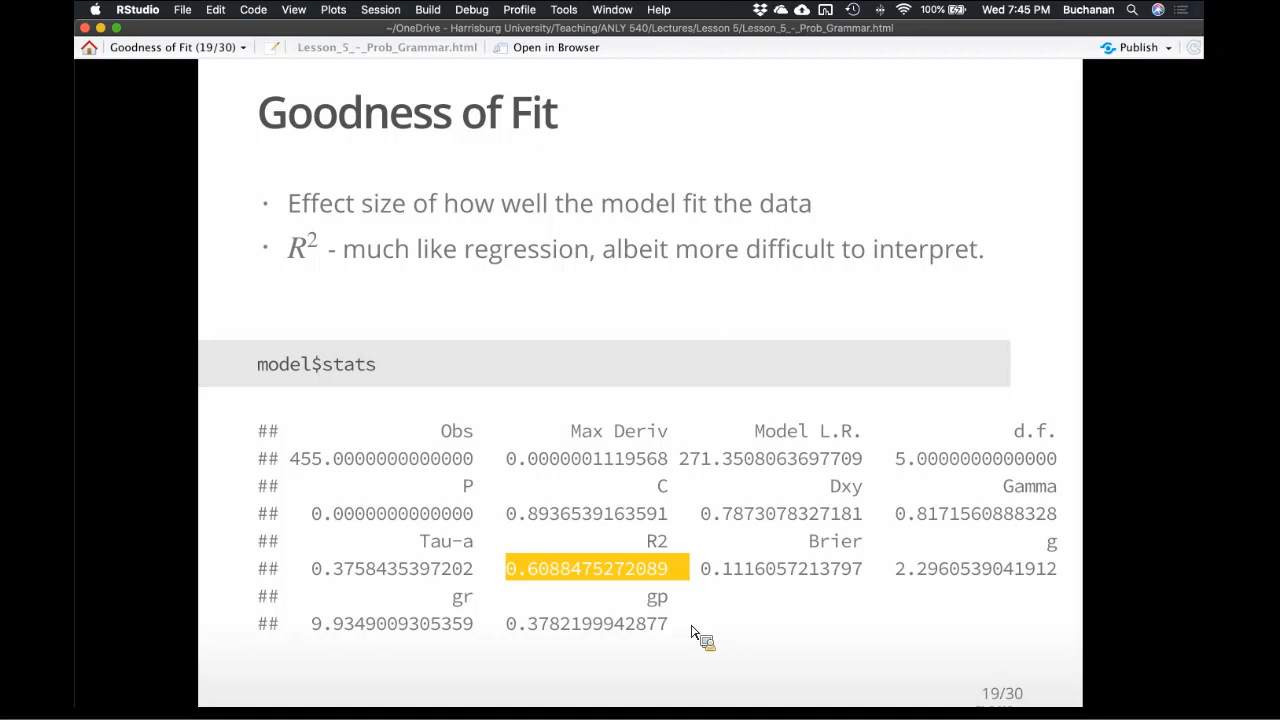 RStudio File Edit Code View Plots Session Build Debug Profile Tools Window Help 100% Wed 7:45 PM Buchanan
~/OneDrive - Harrisburg University/Teaching/ANLY 540/Lectures/Lesson 5/Lesson_5_-_Prob_Grammar.html
Goodness of Fit (19/30) Lesson_5_-_Prob_Grammar.html Open in Browser Publish
Goodness of Fit
· Effect size of how well the model fit the data
· R² - much like regression, albeit more difficult to interpret.
model$stats
## Obs Max Deriv Model L.R. d.f.
## 455.0000000000000 0.0000001119568 271.3508063697709 5.0000000000000
## P C Dxy Gamma
## 0.0000000000000 0.8936539163591 0.7873078327181 0.8171560888328
## Tau-a R2 Brier g
## 0.3758435397202 0.6088475272089 0.1116057213797 2.2960539041912
## gr gp
## 9.9349009305359 0.3782199942877
19/30